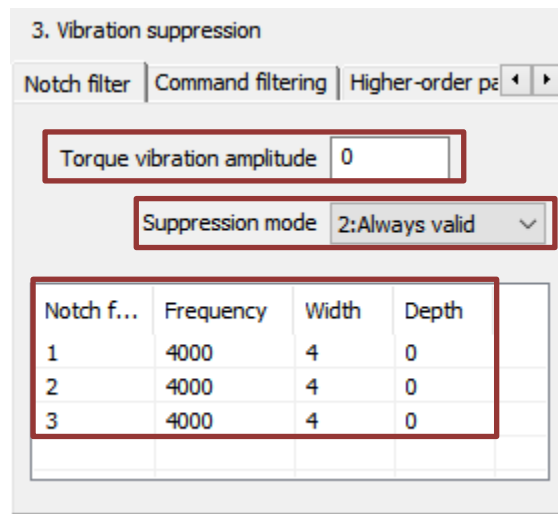 3. Vibration suppression
Notch filter Command filtering Higher-order pa
Torque vibration amplitude 0
Suppression mode 2:Always valid
Notch f... Frequency Width Depth
1 4000 4 0
2 4000 4 0
3 4000 4 0